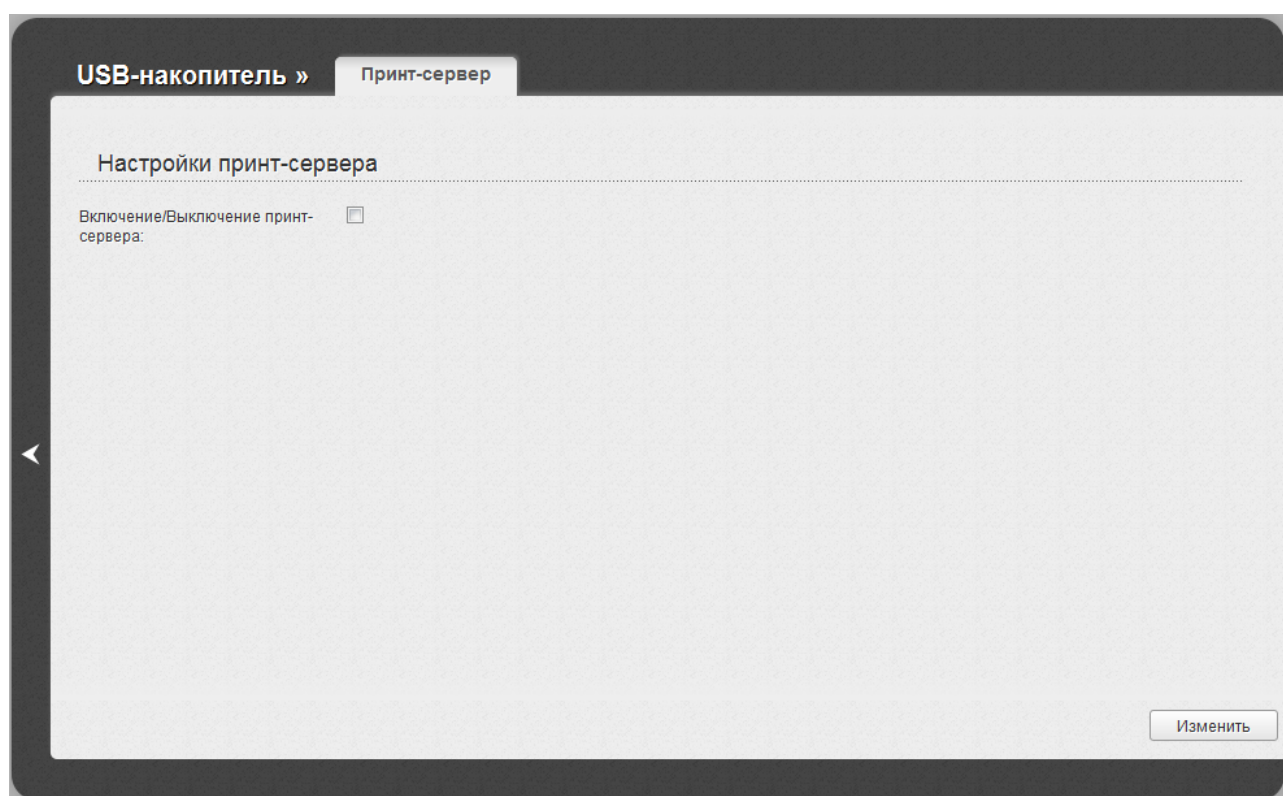 USB-накопитель »
Принт-сервер
Настройки принт-сервера
Включение/Выключение принт-
сервера:
Изменить